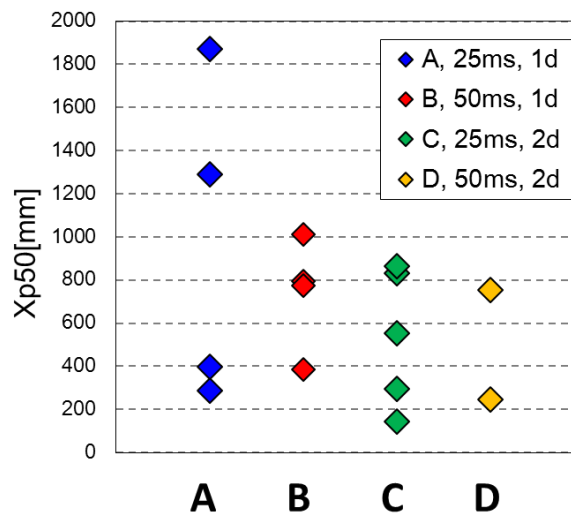 2000
1800
1600
1400
1200
1000
800
600
400
200
0
Xp50[mm]
A, 25ms, 1d
B, 50ms, 1d
C, 25ms, 2d
D, 50ms, 2d
A B C D